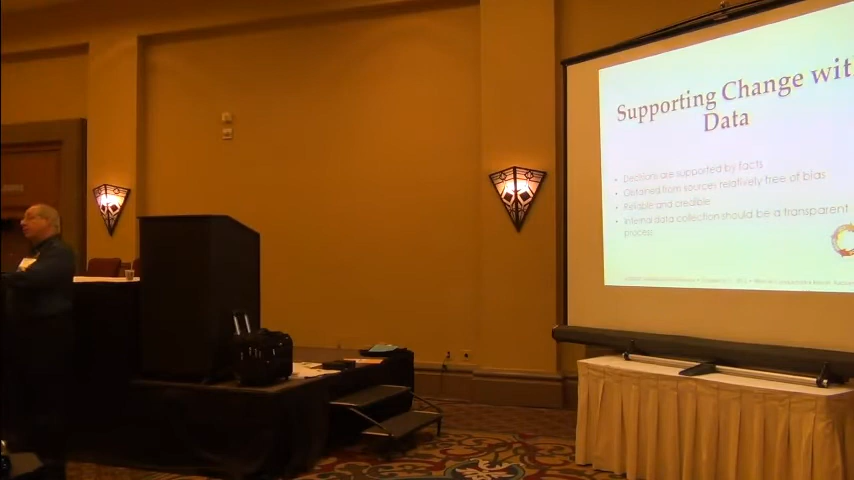 Supporting Change wit
Data
• Decisions are supported by facts
• Obtained from sources relatively free of bias
• Reliable and credible
• Internal data collection should be a transparent
process